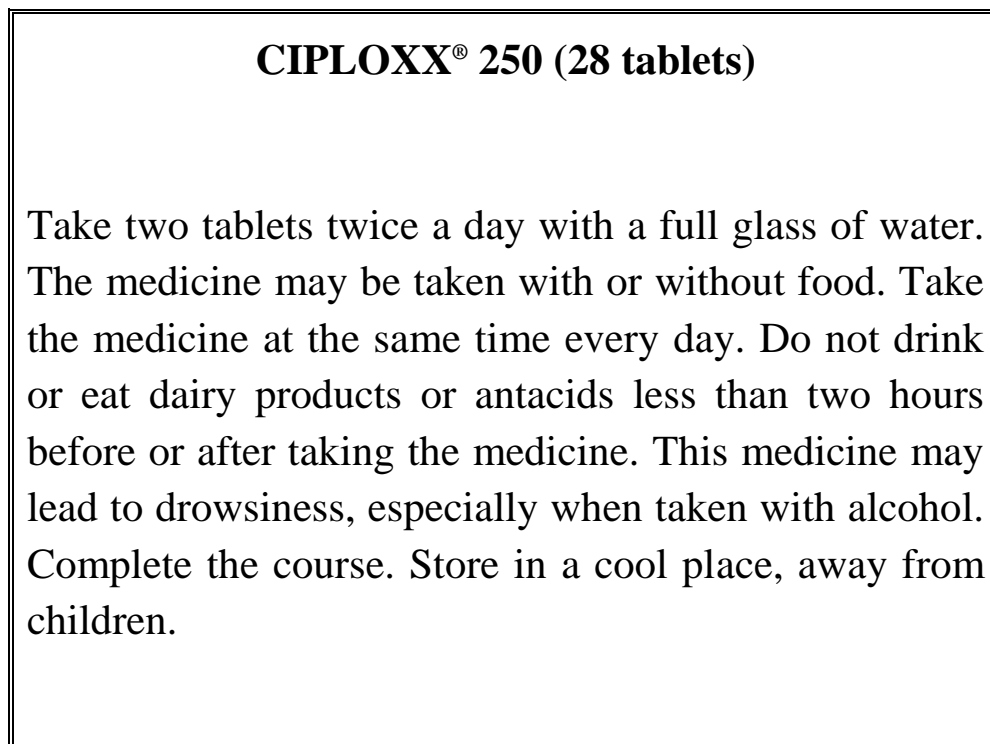 CIPLOXX® 250 (28 tablets)
Take two tablets twice a day with a full glass of water.
The medicine may be taken with or without food. Take
the medicine at the same time every day. Do not drink
or eat dairy products or antacids less than two hours
before or after taking the medicine. This medicine may
lead to drowsiness, especially when taken with alcohol.
Complete the course. Store in a cool place, away from
children.